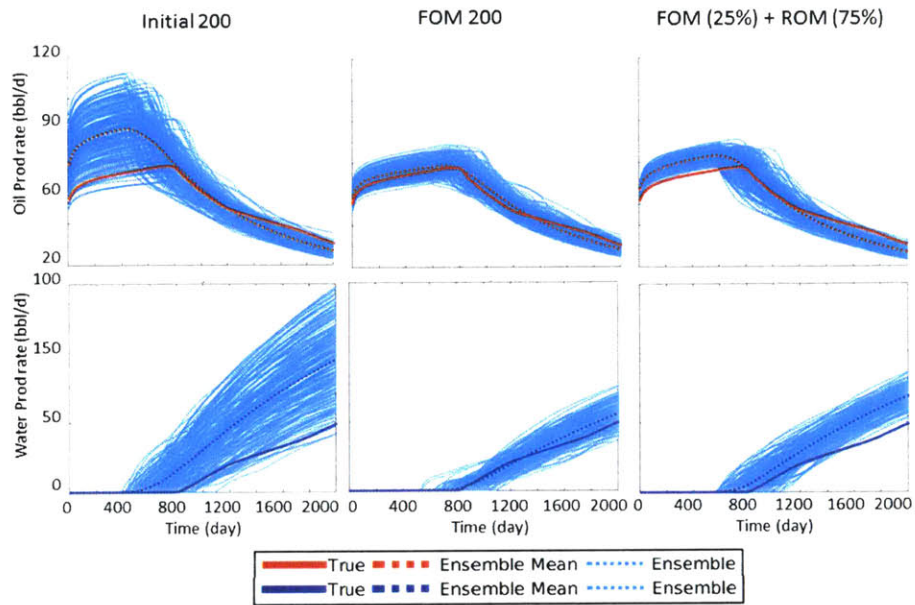 Initial 200
FOM 200
FOM (25%) + ROM (75%)
Oil Prod rate (bbl/d)
120
90
60
20
Water Prod rate (bbl/d)
100
150
50
0
0 400 800 1200 1600 2000
Time (day)
0 400 800 1200 1600 2000
Time (day)
0 400 800 1200 1600 2000
Time (day)
True Ensemble Mean Ensemble
True Ensemble Mean Ensemble